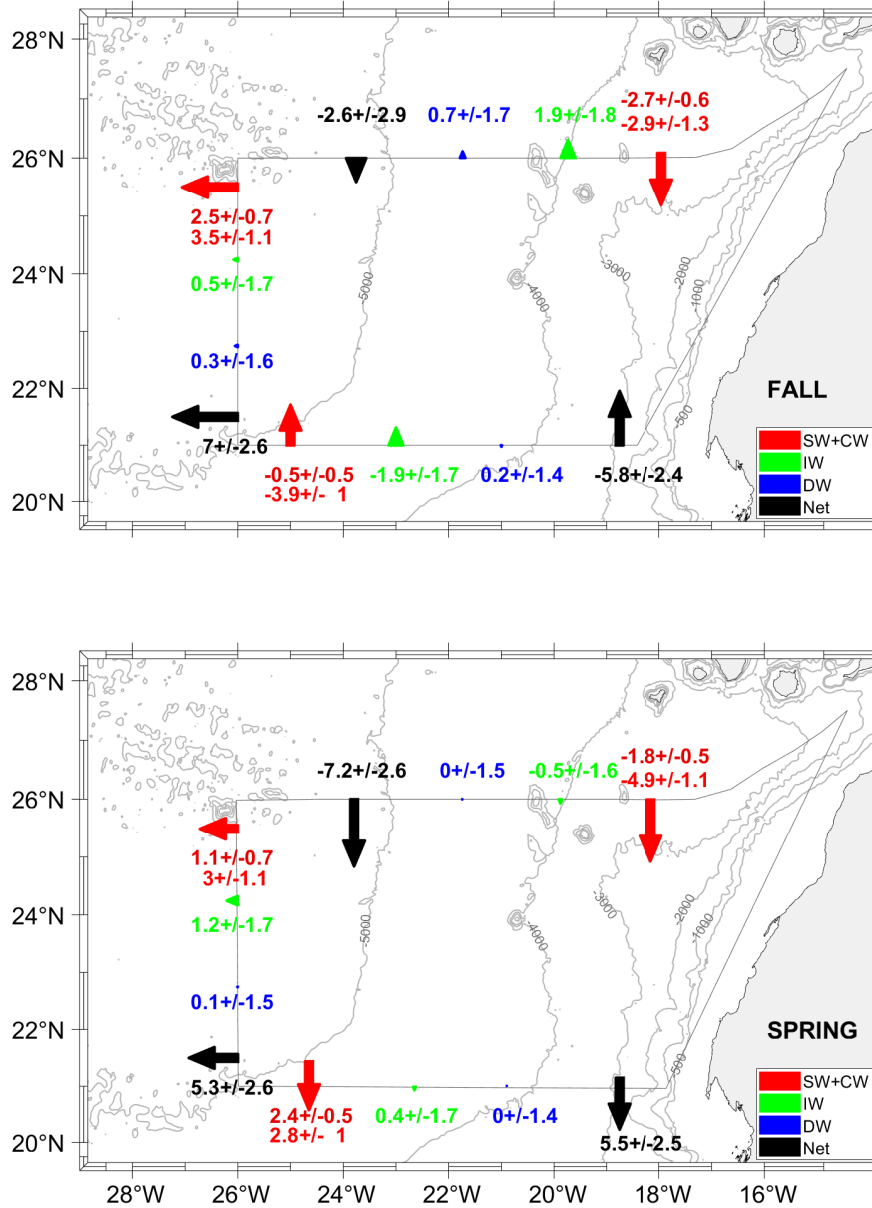 28°N
26°N
24°N
22°N
20°N
-2.6+/-2.9 0.7+/-1.7 1.9+/-1.8 -2.7+/-0.6
-2.9+/-1.3
2.5+/-0.7
3.5+/-1.1
0.5+/-1.7
0.3+/-1.6
7+/-2.6
-0.5+/-0.5 -1.9+/-1.7 0.2+/-1.4 -5.8+/-2.4
-3.9+/- 1
-5000
-4000
-3000
-2000
-1000
-500
FALL
SW+CW
IW
DW
Net
28°N
26°N
24°N
22°N
20°N
-7.2+/-2.6 0+/-1.5 -0.5+/-1.6 -1.8+/-0.5
-4.9+/-1.1
1.1+/-0.7
3+/-1.1
1.2+/-1.7
0.1+/-1.5
5.3+/-2.6
2.4+/-0.5 0.4+/-1.7 0+/-1.4
2.8+/- 1 5.5+/-2.5
-5000
-4000
-3000
-2000
-1000
-500
SPRING
SW+CW
IW
DW
Net
28°W 26°W 24°W 22°W 20°W 18°W 16°W